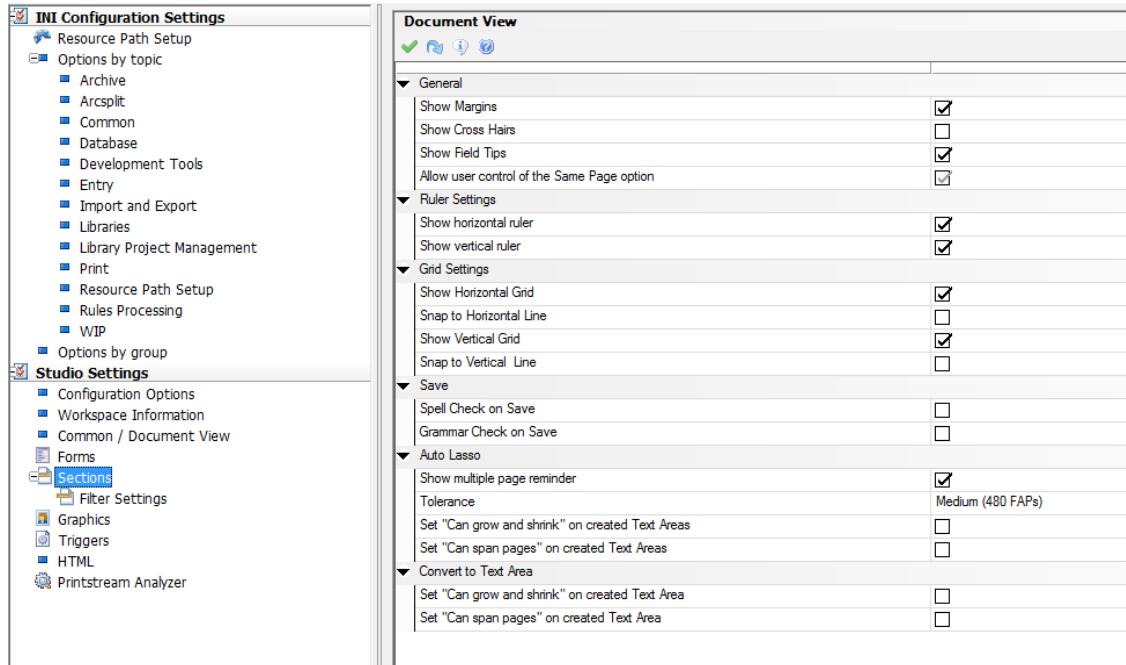 INI Configuration Settings
Resource Path Setup
Options by topic
Archive
Arcsplit
Common
Database
Development Tools
Entry
Import and Export
Libraries
Library Project Management
Print
Resource Path Setup
Rules Processing
WIP
Options by group
Studio Settings
Configuration Options
Workspace Information
Common / Document View
Forms
Sections
Filter Settings
Graphics
Triggers
HTML
Printstream Analyzer
Document View
General
Show Margins
Show Cross Hairs
Show Field Tips
Allow user control of the Same Page option
Ruler Settings
Show horizontal ruler
Show vertical ruler
Grid Settings
Show Horizontal Grid
Snap to Horizontal Line
Show Vertical Grid
Snap to Vertical  Line
Save
Spell Check on Save
Grammar Check on Save
Auto Lasso
Show multiple page reminder
Tolerance Medium (480 FAPs)
Set "Can grow and shrink" on created Text Areas
Set "Can span pages" on created Text Areas
Convert to Text Area
Set "Can grow and shrink" on created Text Area
Set "Can span pages" on created Text Area